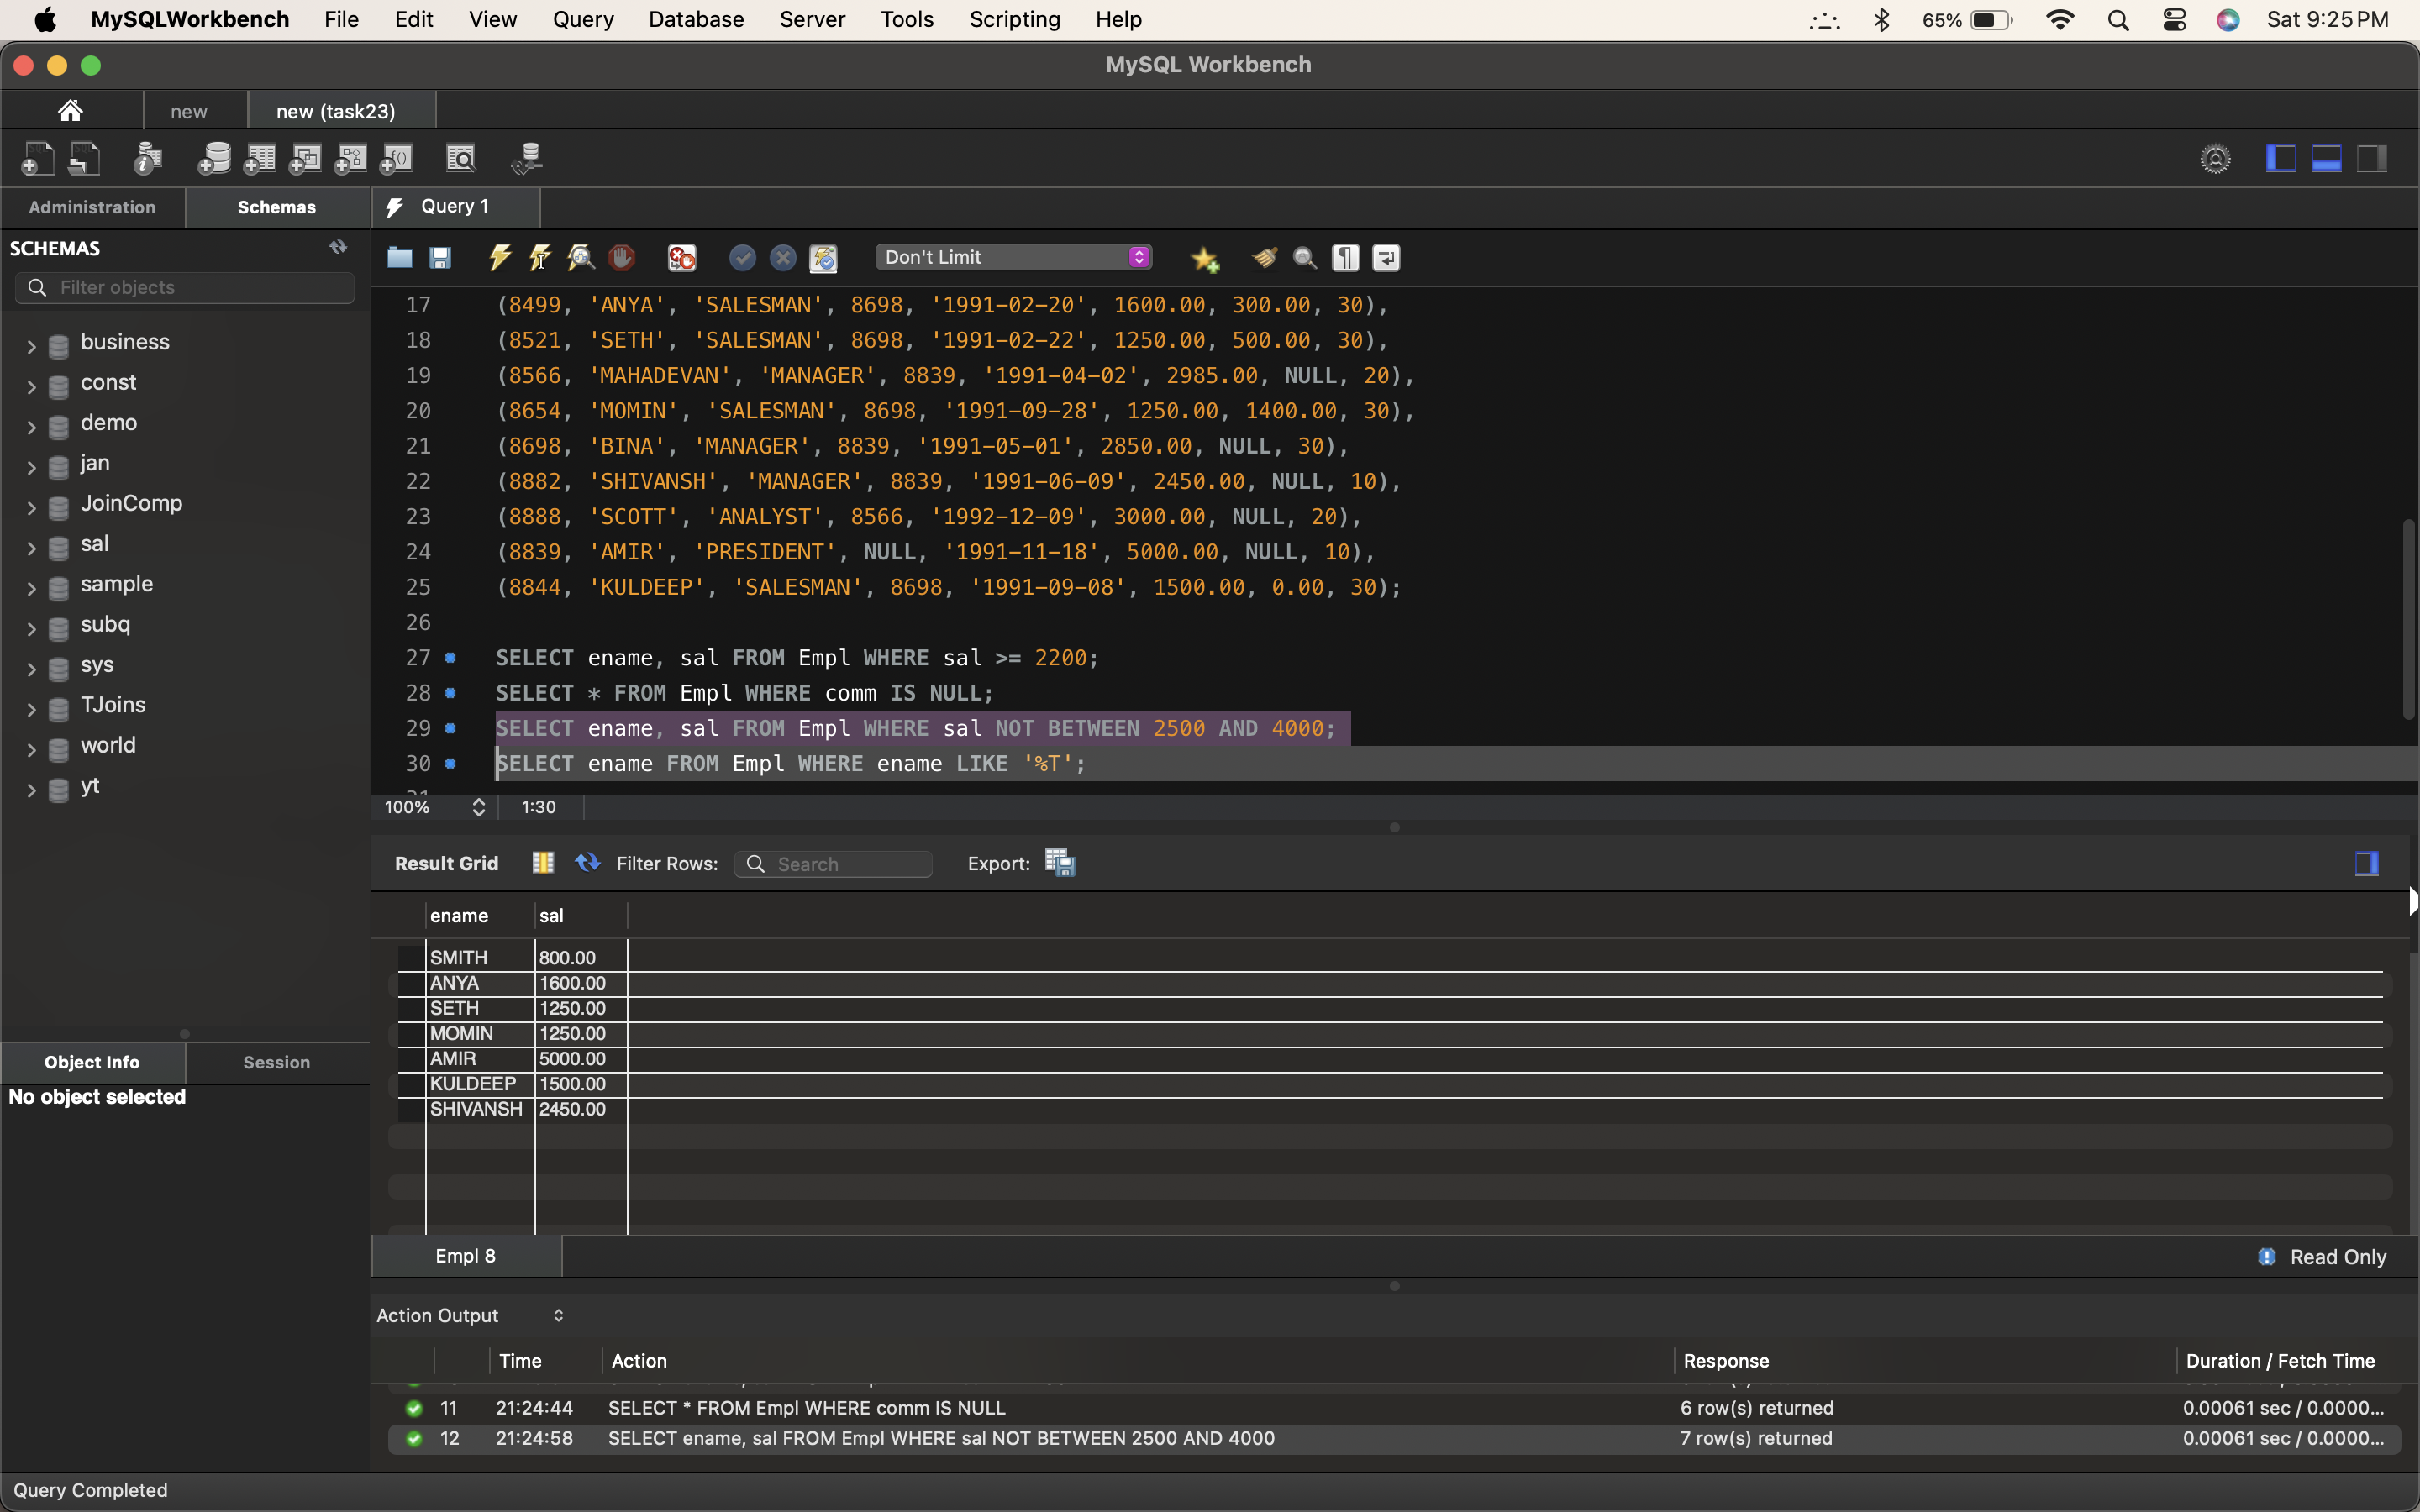 MySQLWorkbench File Edit View Query Database Server Tools Scripting Help 65% Sat 9:25 PM
MySQL Workbench
new new (task23)
Administration Schemas Query 1
SCHEMAS
Filter objects
business
const
demo
jan
JoinComp
sal
sample
subq
sys
TJoins
world
yt
Object Info Session
No object selected
Don't Limit
17 (8499, 'ANYA', 'SALESMAN', 8698, '1991-02-20', 1600.00, 300.00, 30),
18 (8521, 'SETH', 'SALESMAN', 8698, '1991-02-22', 1250.00, 500.00, 30),
19 (8566, 'MAHADEVAN', 'MANAGER', 8839, '1991-04-02', 2985.00, NULL, 20),
20 (8654, 'MOMIN', 'SALESMAN', 8698, '1991-09-28', 1250.00, 1400.00, 30),
21 (8698, 'BINA', 'MANAGER', 8839, '1991-05-01', 2850.00, NULL, 30),
22 (8882, 'SHIVANSH', 'MANAGER', 8839, '1991-06-09', 2450.00, NULL, 10),
23 (8888, 'SCOTT', 'ANALYST', 8566, '1992-12-09', 3000.00, NULL, 20),
24 (8839, 'AMIR', 'PRESIDENT', NULL, '1991-11-18', 5000.00, NULL, 10),
25 (8844, 'KULDEEP', 'SALESMAN', 8698, '1991-09-08', 1500.00, 0.00, 30);
26
27 SELECT ename, sal FROM Empl WHERE sal >= 2200;
28 SELECT * FROM Empl WHERE comm IS NULL;
29 SELECT ename, sal FROM Empl WHERE sal NOT BETWEEN 2500 AND 4000;
30 SELECT ename FROM Empl WHERE ename LIKE '%T';
100% 1:30
Result Grid Filter Rows: Search Export:
ename sal
SMITH 800.00
ANYA 1600.00
SETH 1250.00
MOMIN 1250.00
AMIR 5000.00
KULDEEP 1500.00
SHIVANSH 2450.00
Empl 8 Read Only
Action Output
Time Action Response Duration / Fetch Time
11 21:24:44 SELECT * FROM Empl WHERE comm IS NULL 6 row(s) returned 0.00061 sec / 0.0000...
12 21:24:58 SELECT ename, sal FROM Empl WHERE sal NOT BETWEEN 2500 AND 4000 7 row(s) returned 0.00061 sec / 0.0000...
Query Completed